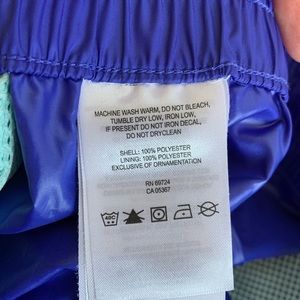 MACHINE WASH WARM, DO NOT BLEACH,
TUMBLE DRY LOW, IRON LOW,
IF PRESENT DO NOT IRON DECAL,
DO NOT DRYCLEAN
SHELL: 100% POLYESTER
LINING: 100% POLYESTER
EXCLUSIVE OF ORNAMENTATION
RN 69724
CA 05367